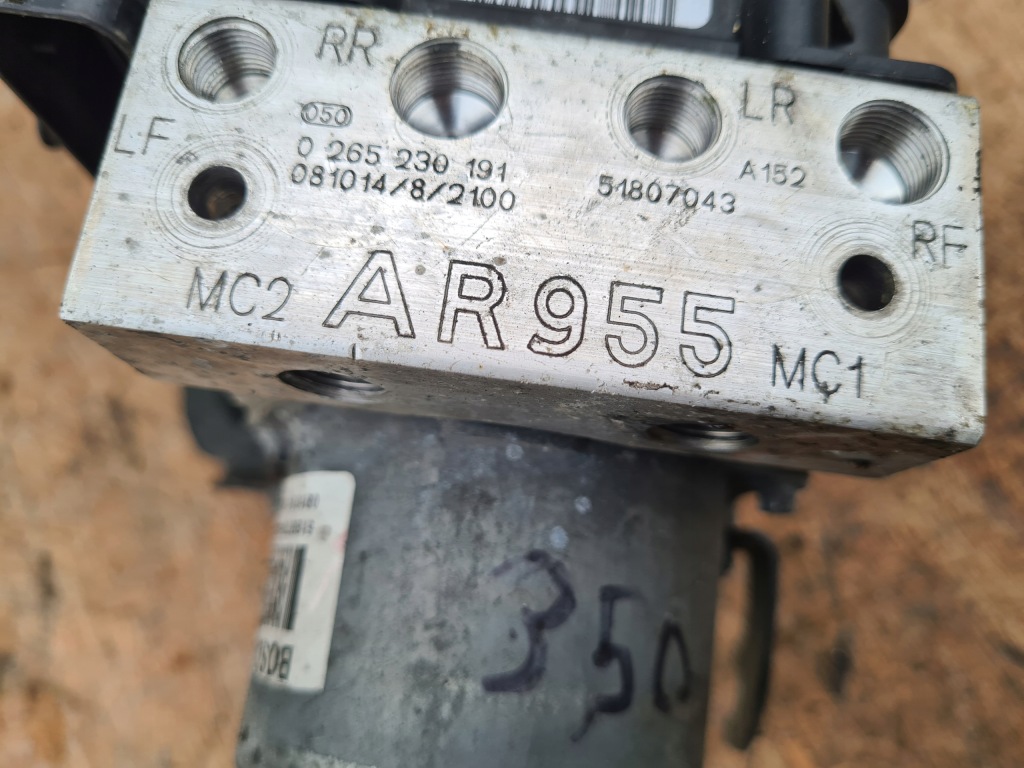 RR
LR
050
LF
0 265 230 191
081014/8/2100
51807043
A152
RF
MC2
AR955
MC1
350